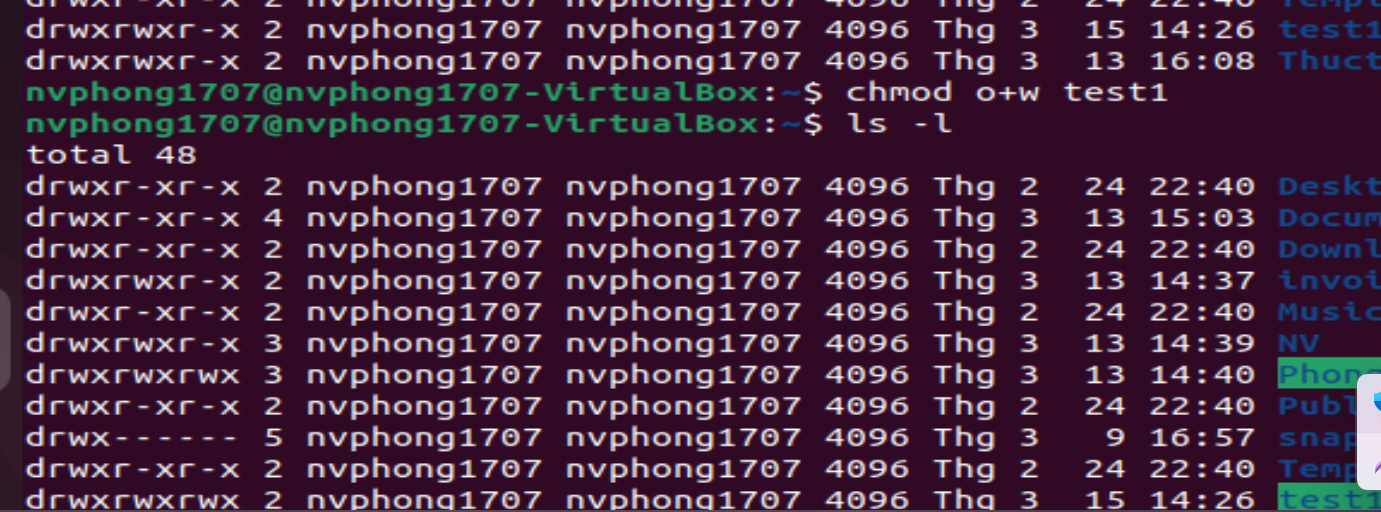 drwxr-xr-x 2 nvphong1707 nvphong1707 4096 Thg 2  24 22:40
drwxrwxr-x 2 nvphong1707 nvphong1707 4096 Thg 3  15 14:26 test1
drwxrwxr-x 2 nvphong1707 nvphong1707 4096 Thg 3  13 16:08 Thuct
nvphong1707@nvphong1707-VirtualBox:~$ chmod o+w test1
nvphong1707@nvphong1707-VirtualBox:~$ ls -l
total 48
drwxr-xr-x 2 nvphong1707 nvphong1707 4096 Thg 2  24 22:40 Deskt
drwxr-xr-x 4 nvphong1707 nvphong1707 4096 Thg 3  13 15:03 Docum
drwxr-xr-x 2 nvphong1707 nvphong1707 4096 Thg 2  24 22:40 Downl
drwxrwxr-x 2 nvphong1707 nvphong1707 4096 Thg 3  13 14:37 invoi
drwxr-xr-x 2 nvphong1707 nvphong1707 4096 Thg 2  24 22:40 Music
drwxrwxr-x 3 nvphong1707 nvphong1707 4096 Thg 3  13 14:39 NV
drwxrwxrwx 3 nvphong1707 nvphong1707 4096 Thg 3  13 14:40 Phon
drwxr-xr-x 2 nvphong1707 nvphong1707 4096 Thg 2  24 22:40 Publ
drwx------ 5 nvphong1707 nvphong1707 4096 Thg 3   9 16:57 snap
drwxr-xr-x 2 nvphong1707 nvphong1707 4096 Thg 2  24 22:40 Temp
drwxrwxrwx 2 nvphong1707 nvphong1707 4096 Thg 3  15 14:26 test1